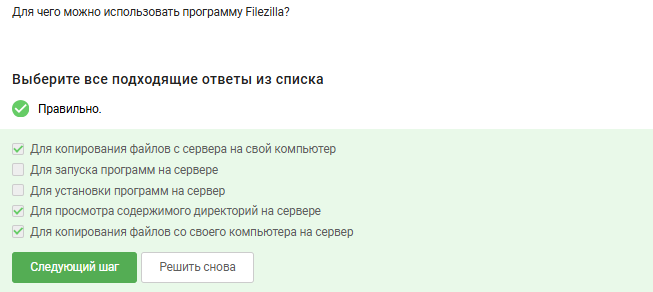 Для чего можно использовать программу Filezilla?
Выберите все подходящие ответы из списка
Правильно.
Для копирования файлов с сервера на свой компьютер
Для запуска программ на сервере
Для установки программ на сервер
Для просмотра содержимого директорий на сервере
Для копирования файлов со своего компьютера на сервер
Следующий шаг
Решить снова